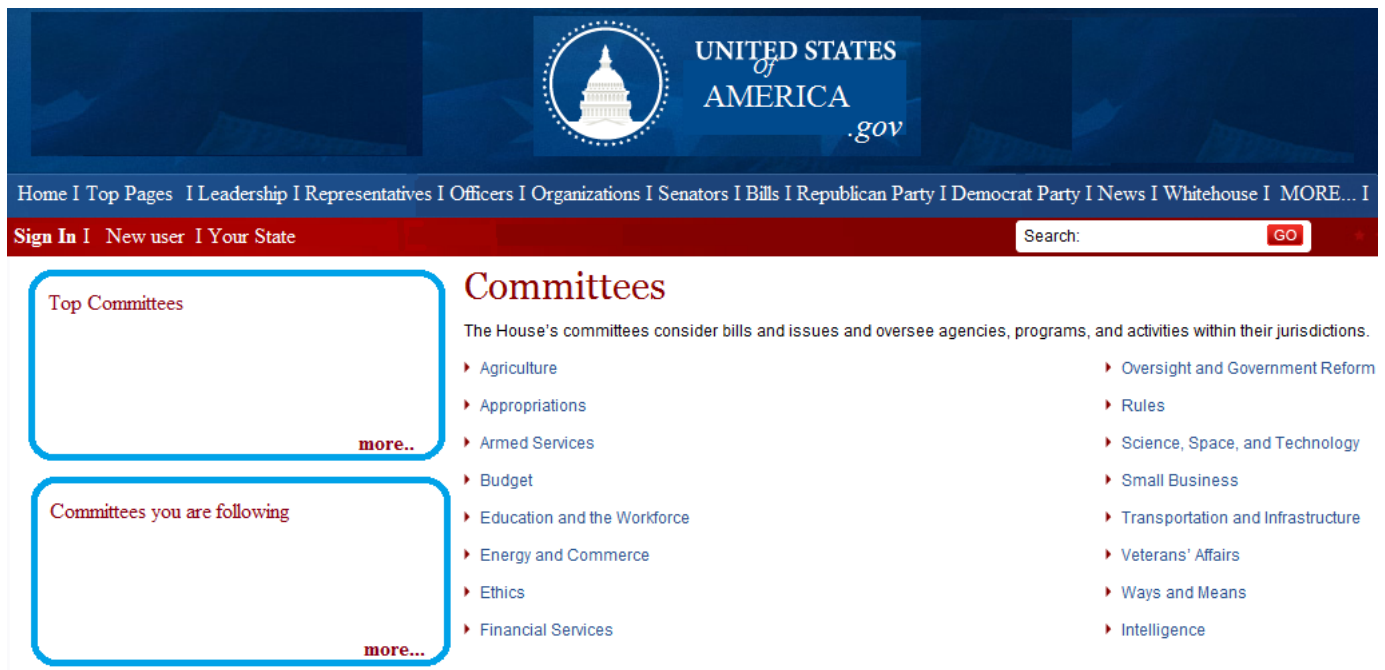 UNITED STATES
Of
AMERICA
.gov
Home I Top Pages I Leadership I Representatives I Officers I Organizations I Senators I Bills I Republican Party I Democrat Party I News I Whitehouse I MORE... I
Sign In I New user I Your State
Search: GO
Top Committees
more..
Committees you are following
more...
Committees
The House's committees consider bills and issues and oversee agencies, programs, and activities within their jurisdictions.
Agriculture
Appropriations
Armed Services
Budget
Education and the Workforce
Energy and Commerce
Ethics
Financial Services
Oversight and Government Reform
Rules
Science, Space, and Technology
Small Business
Transportation and Infrastructure
Veterans' Affairs
Ways and Means
Intelligence